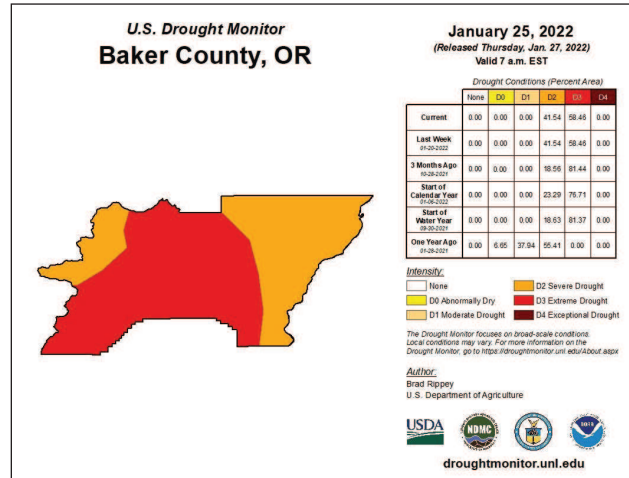 U.S. Drought Monitor
Baker County, OR
January 25, 2022
(Released Thursday, Jan. 27, 2022)
Valid 7 a.m. EST
Drought Conditions (Percent Area)
None D0 D1 D2 D3 D4
Current 0.00 0.00 0.00 41.54 58.46 0.00
Last Week 0.00 0.00 0.00 41.54 58.46 0.00
01-20-2022
3 Months Ago 0.00 0.00 0.00 18.56 81.44 0.00
10-28-2021
Start of
Calendar Year 0.00 0.00 0.00 23.29 76.71 0.00
01-06-2022
Start of
Water Year 0.00 0.00 0.00 18.63 81.37 0.00
09-30-2021
One Year Ago 0.00 6.65 37.94 55.41 0.00 0.00
01-28-2021
Intensity:
None
D0 Abnormally Dry
D1 Moderate Drought
D2 Severe Drought
D3 Extreme Drought
D4 Exceptional Drought
The Drought Monitor focuses on broad-scale conditions.
Local conditions may vary. For more information on the
Drought Monitor, go to https://droughtmonitor.unl.edu/About.aspx
Author:
Brad Rippey
U.S. Department of Agriculture
USDA
NDMC
NOAA
droughtmonitor.unl.edu